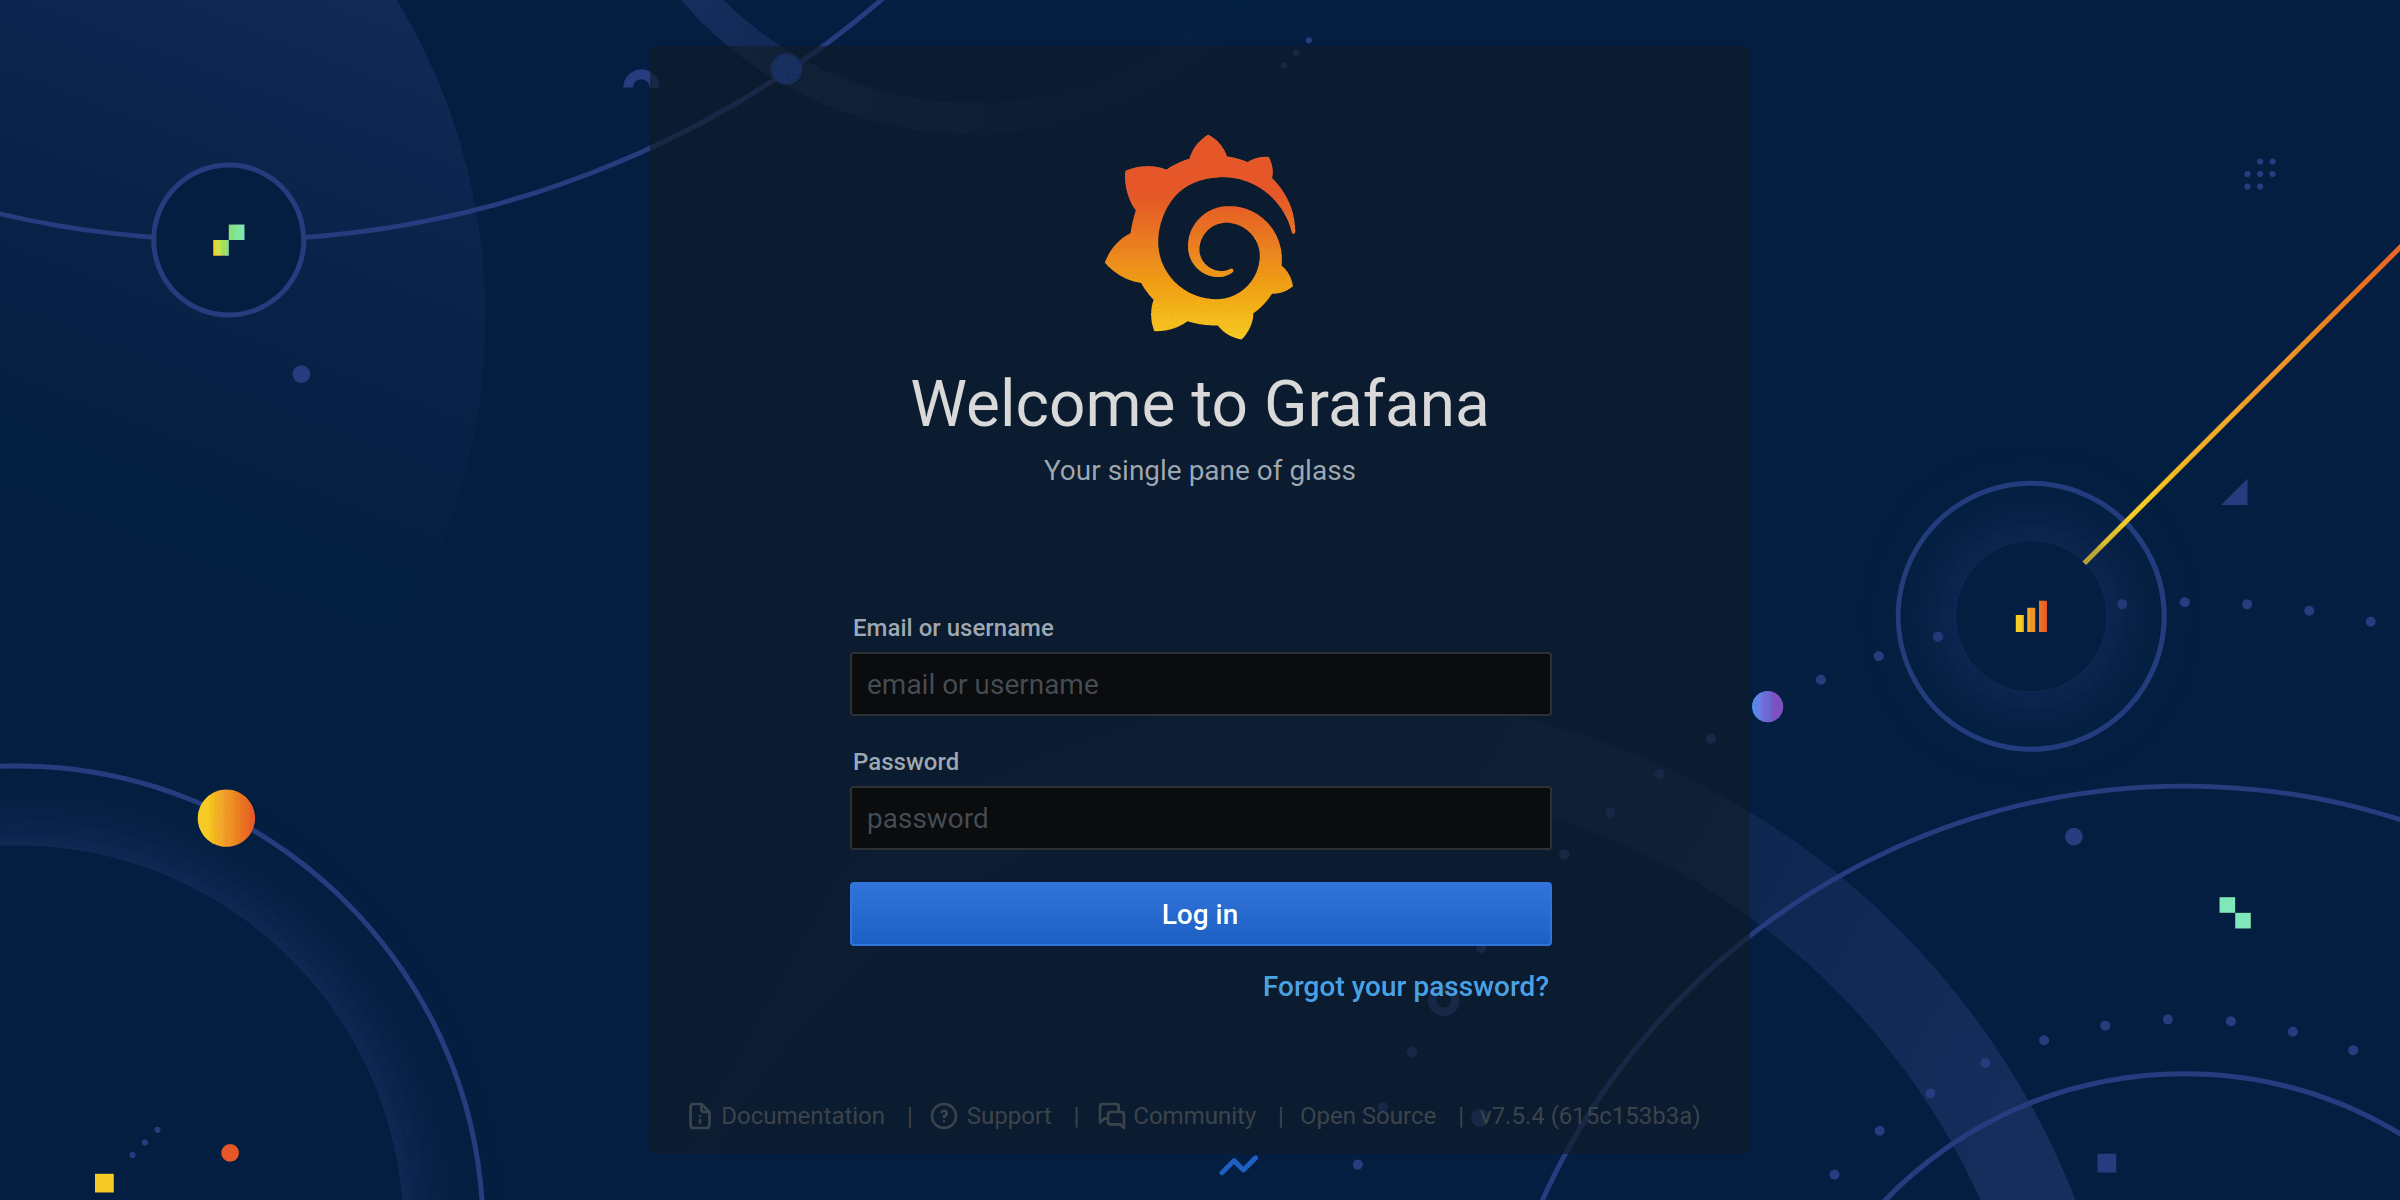 Welcome to Grafana
Your single pane of glass
Email or username
email or username
Password
password
Log in
Forgot your password?
Documentation | Support | Community | Open Source | v7.5.4 (615c153b3a)